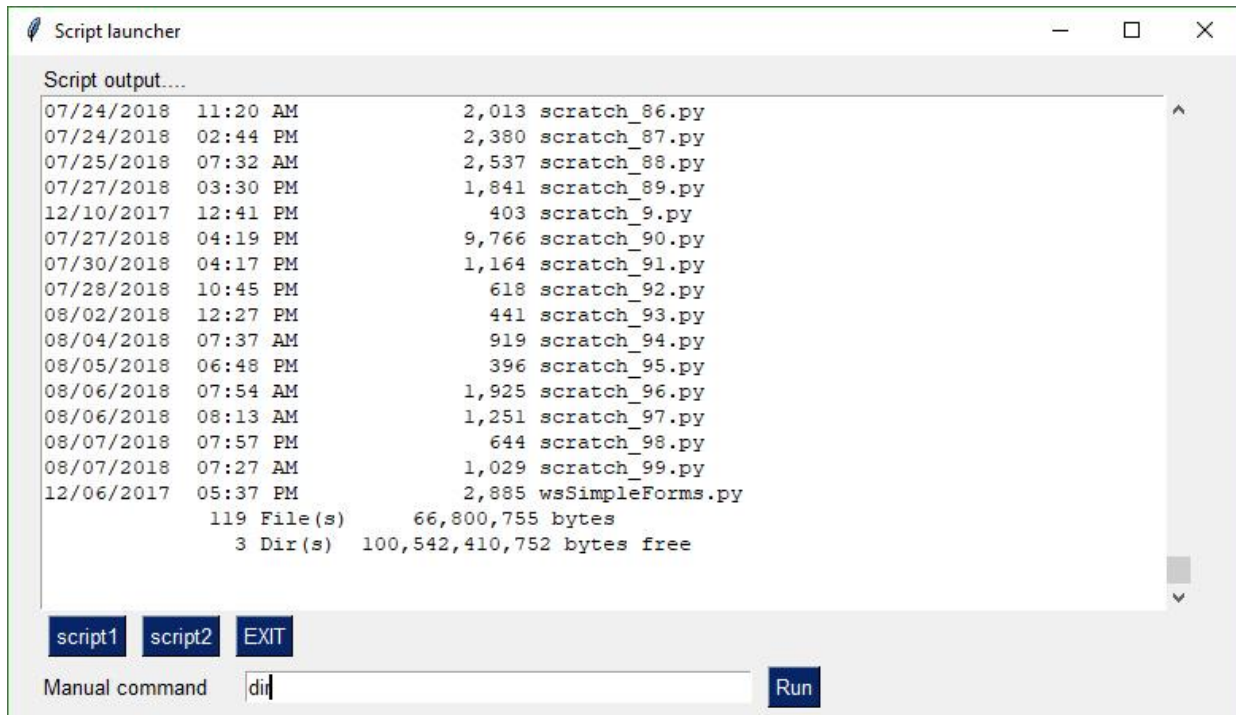 Script launcher
Script output....
07/24/2018  11:20 AM             2,013 scratch_86.py
07/24/2018  02:44 PM             2,380 scratch_87.py
07/25/2018  07:32 AM             2,537 scratch_88.py
07/27/2018  03:30 PM             1,841 scratch_89.py
12/10/2017  12:41 PM               403 scratch_9.py
07/27/2018  04:19 PM             9,766 scratch_90.py
07/30/2018  04:17 PM             1,164 scratch_91.py
07/28/2018  10:45 PM               618 scratch_92.py
08/02/2018  12:27 PM               441 scratch_93.py
08/04/2018  07:37 AM               919 scratch_94.py
08/05/2018  06:48 PM               396 scratch_95.py
08/06/2018  07:54 AM             1,925 scratch_96.py
08/06/2018  08:13 AM             1,251 scratch_97.py
08/07/2018  07:57 PM               644 scratch_98.py
08/07/2018  07:27 AM             1,029 scratch_99.py
12/06/2017  05:37 PM             2,885 wsSimpleForms.py
             119 File(s)     66,800,755 bytes
               3 Dir(s)  100,542,410,752 bytes free
script1 script2 EXIT
Manual command dir Run